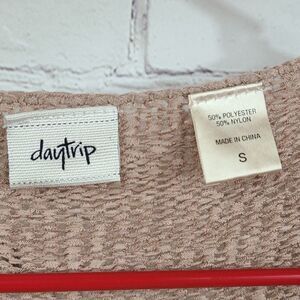 daytrip
50% POLYESTER
50% NYLON
MADE IN CHINA
S